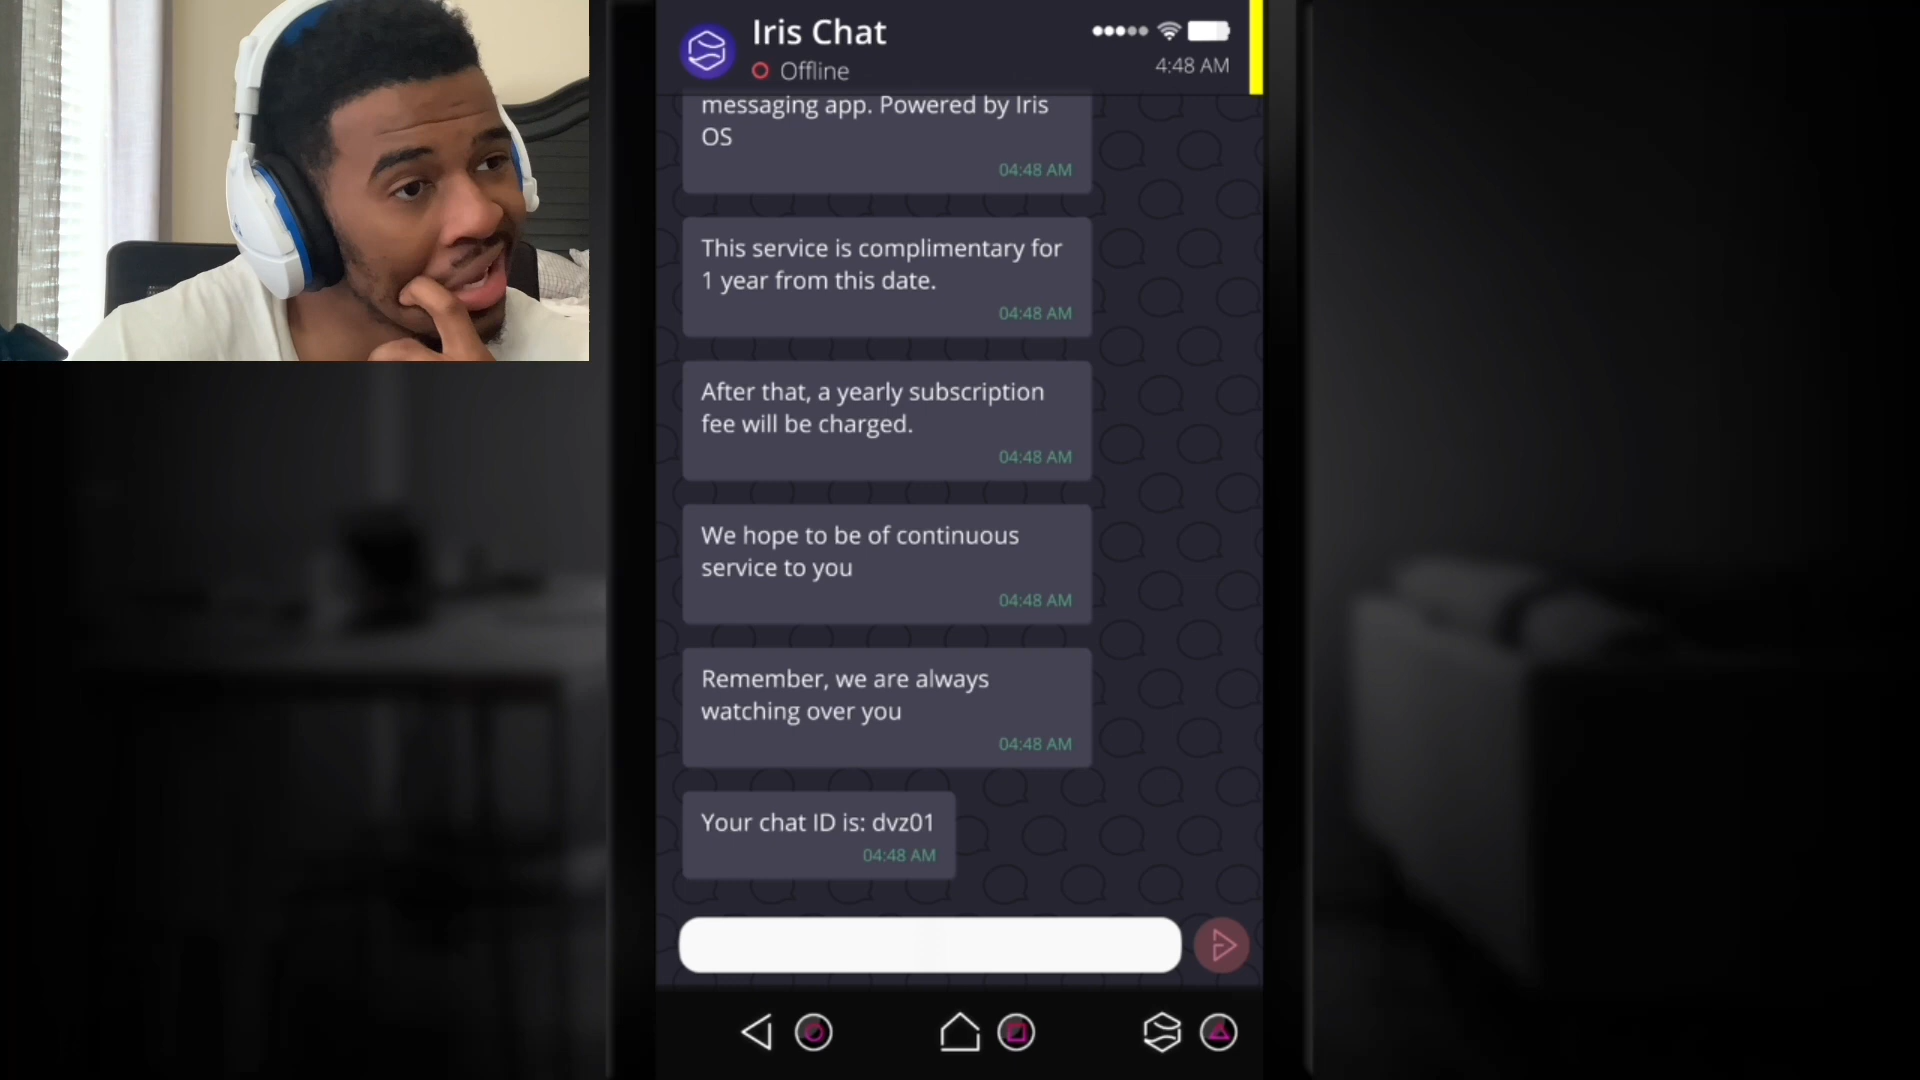 Iris Chat
Offline
4:48 AM
messaging app. Powered by Iris
OS
04:48 AM
This service is complimentary for
1 year from this date.
04:48 AM
After that, a yearly subscription
fee will be charged.
04:48 AM
We hope to be of continuous
service to you
04:48 AM
Remember, we are always
watching over you
04:48 AM
Your chat ID is: dvz01
04:48 AM